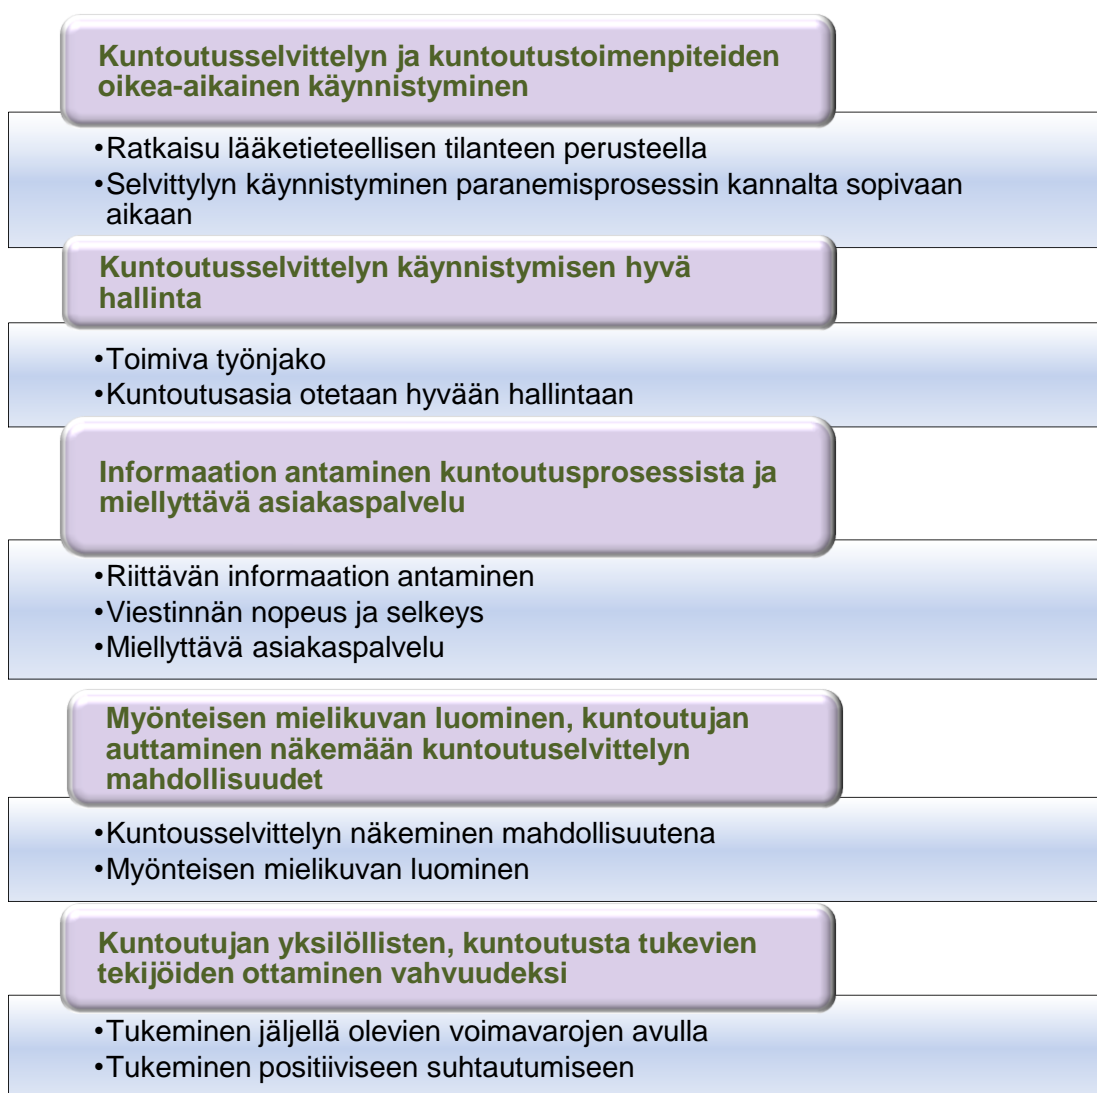 Kuntoutusselvittelyn ja kuntoutustoimenpiteiden
oikea-aikainen käynnistyminen
•Ratkaisu lääketieteellisen tilanteen perusteella
•Selvittylyn käynnistyminen paranemisprosessin kannalta sopivaan
aikaan
Kuntoutusselvittelyn käynnistymisen hyvä
hallinta
•Toimiva työnjako
•Kuntoutusasia otetaan hyvään hallintaan
Informaation antaminen kuntoutusprosessista ja
miellyttävä asiakaspalvelu
•Riittävän informaation antaminen
•Viestinnän nopeus ja selkeys
•Miellyttävä asiakaspalvelu
Myönteisen mielikuvan luominen, kuntoutujan
auttaminen näkemään kuntoutuselvittelyn
mahdollisuudet
•Kuntousselvittelyn näkeminen mahdollisuutena
•Myönteisen mielikuvan luominen
Kuntoutujan yksilöllisten, kuntoutusta tukevien
tekijöiden ottaminen vahvuudeksi
•Tukeminen jäljellä olevien voimavarojen avulla
•Tukeminen positiiviseen suhtautumiseen